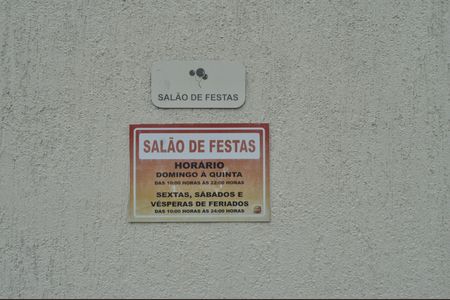 SALÃO DE FESTAS
SALÃO DE FESTAS
HORÁRIO
DOMINGO À QUINTA
DAS 10:00 HORAS ÀS 22:00 HORAS
SEXTAS, SÁBADOS E
VÉSPERAS DE FERIADOS
DAS 10:00 HORAS ÀS 24:00 HORAS